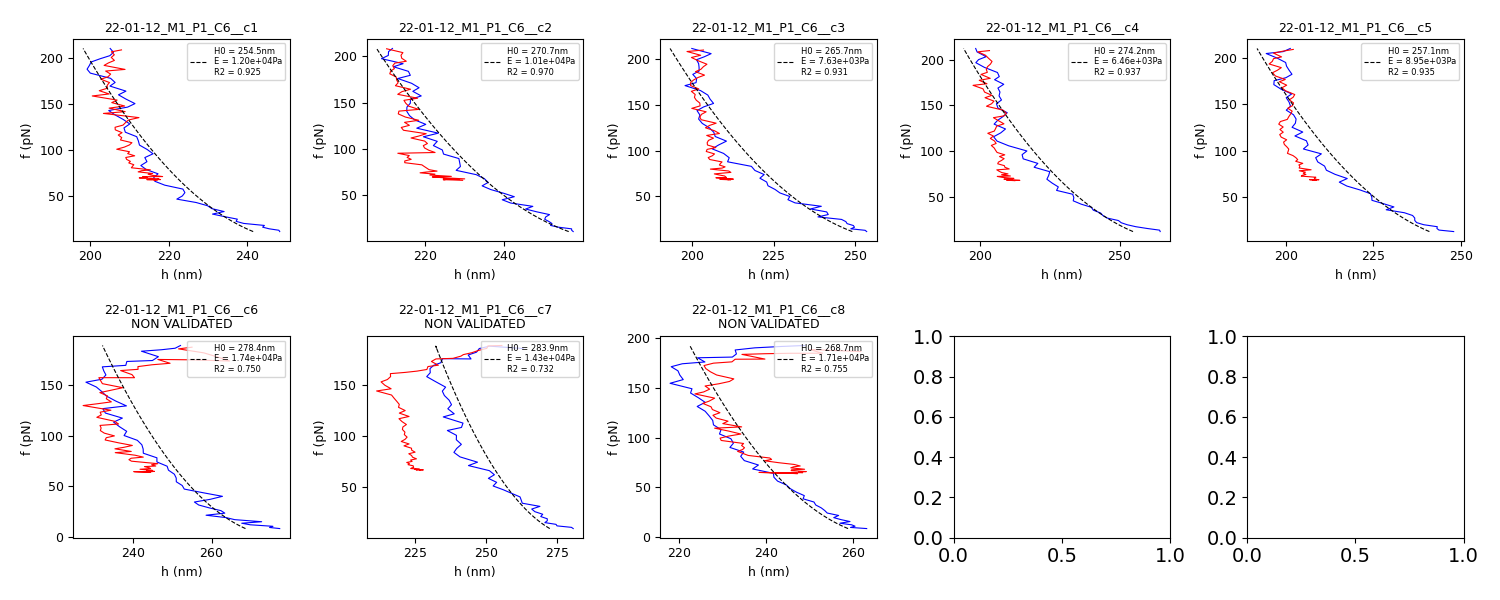 22-01-12_M1_P1_C6__c1
H0 = 254.5nm
E = 1.20e+04Pa
R2 = 0.925
200
150
100
50
f (pN)
200
220
240
h (nm)
22-01-12_M1_P1_C6__c2
H0 = 270.7nm
E = 1.01e+04Pa
R2 = 0.970
200
150
100
50
f (pN)
220
240
h (nm)
22-01-12_M1_P1_C6__c3
H0 = 265.7nm
E = 7.63e+03Pa
R2 = 0.931
200
150
100
50
f (pN)
200
225
250
h (nm)
22-01-12_M1_P1_C6__c4
H0 = 274.2nm
E = 6.46e+03Pa
R2 = 0.937
200
150
100
50
f (pN)
200
225
250
h (nm)
22-01-12_M1_P1_C6__c5
H0 = 257.1nm
E = 8.95e+03Pa
R2 = 0.935
200
150
100
50
f (pN)
200
225
250
h (nm)
22-01-12_M1_P1_C6__c6
NON VALIDATED
H0 = 278.4nm
E = 1.74e+04Pa
R2 = 0.750
150
100
50
0
f (pN)
240
260
h (nm)
22-01-12_M1_P1_C6__c7
NON VALIDATED
H0 = 283.9nm
E = 1.43e+04Pa
R2 = 0.732
150
100
50
f (pN)
225
250
275
h (nm)
22-01-12_M1_P1_C6__c8
NON VALIDATED
H0 = 268.7nm
E = 1.71e+04Pa
R2 = 0.755
200
150
100
50
0
f (pN)
220
240
260
h (nm)
1.0
0.8
0.6
0.4
0.2
0.0
0.0
0.5
1.0
1.0
0.8
0.6
0.4
0.2
0.0
0.0
0.5
1.0